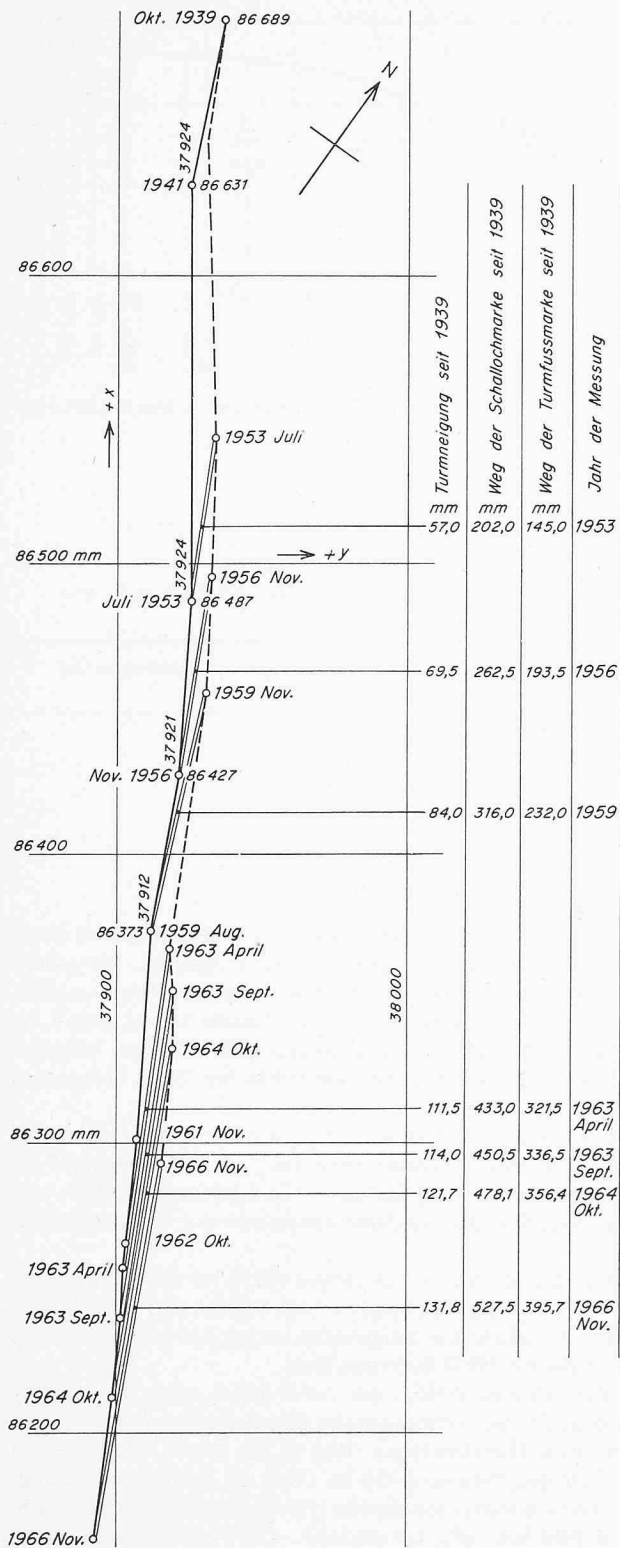 Okt. 1939 86 689
N
37 924
1941 86 631
86 600
+ x
1953 Juli
37 924
86 500 mm
+ y
1956 Nov.
Juli 1953 86 487
1959 Nov.
37 921
Nov. 1956 86 427
86 400
37 912
86 373 1959 Aug.
1963 April
37 900
38 000
1963 Sept.
1964 Okt.
86 300 mm
1961 Nov.
1966 Nov.
1962 Okt.
1963 April
1963 Sept.
1964 Okt.
86 200
1966 Nov.
Turmneigung seit 1939
Weg der Schallochmarke seit 1939
Weg der Turmfussmarke seit 1939
Jahr der Messung
mm mm mm
57,0 202,0 145,0 1953
69,5 262,5 193,5 1956
84,0 316,0 232,0 1959
111,5 433,0 321,5 1963
April
114,0 450,5 336,5 1963
Sept.
121,7 478,1 356,4 1964
Okt.
131,8 527,5 395,7 1966
Nov.